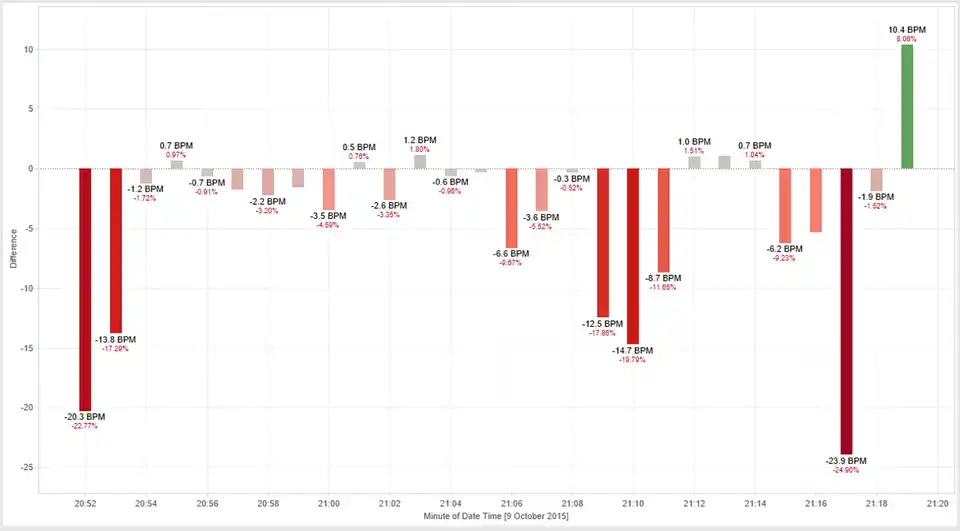 10.4 BPM
8.06%
10
5
0.7 BPM
0.97%
0.5 BPM
0.76%
1.2 BPM
1.80%
1.0 BPM
1.51%
0.7 BPM
1.04%
0
-1.2 BPM
-1.72%
-0.7 BPM
-0.91%
-2.2 BPM
-3.20%
-3.5 BPM
-4.59%
-2.6 BPM
-3.35%
-0.6 BPM
-0.96%
-6.6 BPM
-9.67%
-3.6 BPM
-5.52%
-0.3 BPM
-0.52%
-8.7 BPM
-11.65%
-6.2 BPM
-9.23%
-1.9 BPM
-1.52%
-5
Difference
-10
-13.8 BPM
-17.29%
-12.5 BPM
-17.86%
-14.7 BPM
-19.79%
-15
-20
-20.3 BPM
-22.77%
-23.9 BPM
-24.90%
-25
20:52 20:54 20:56 20:58 21:00 21:02 21:04 21:06 21:08 21:10 21:12 21:14 21:16 21:18 21:20
Minute of Date Time [9 October 2015]